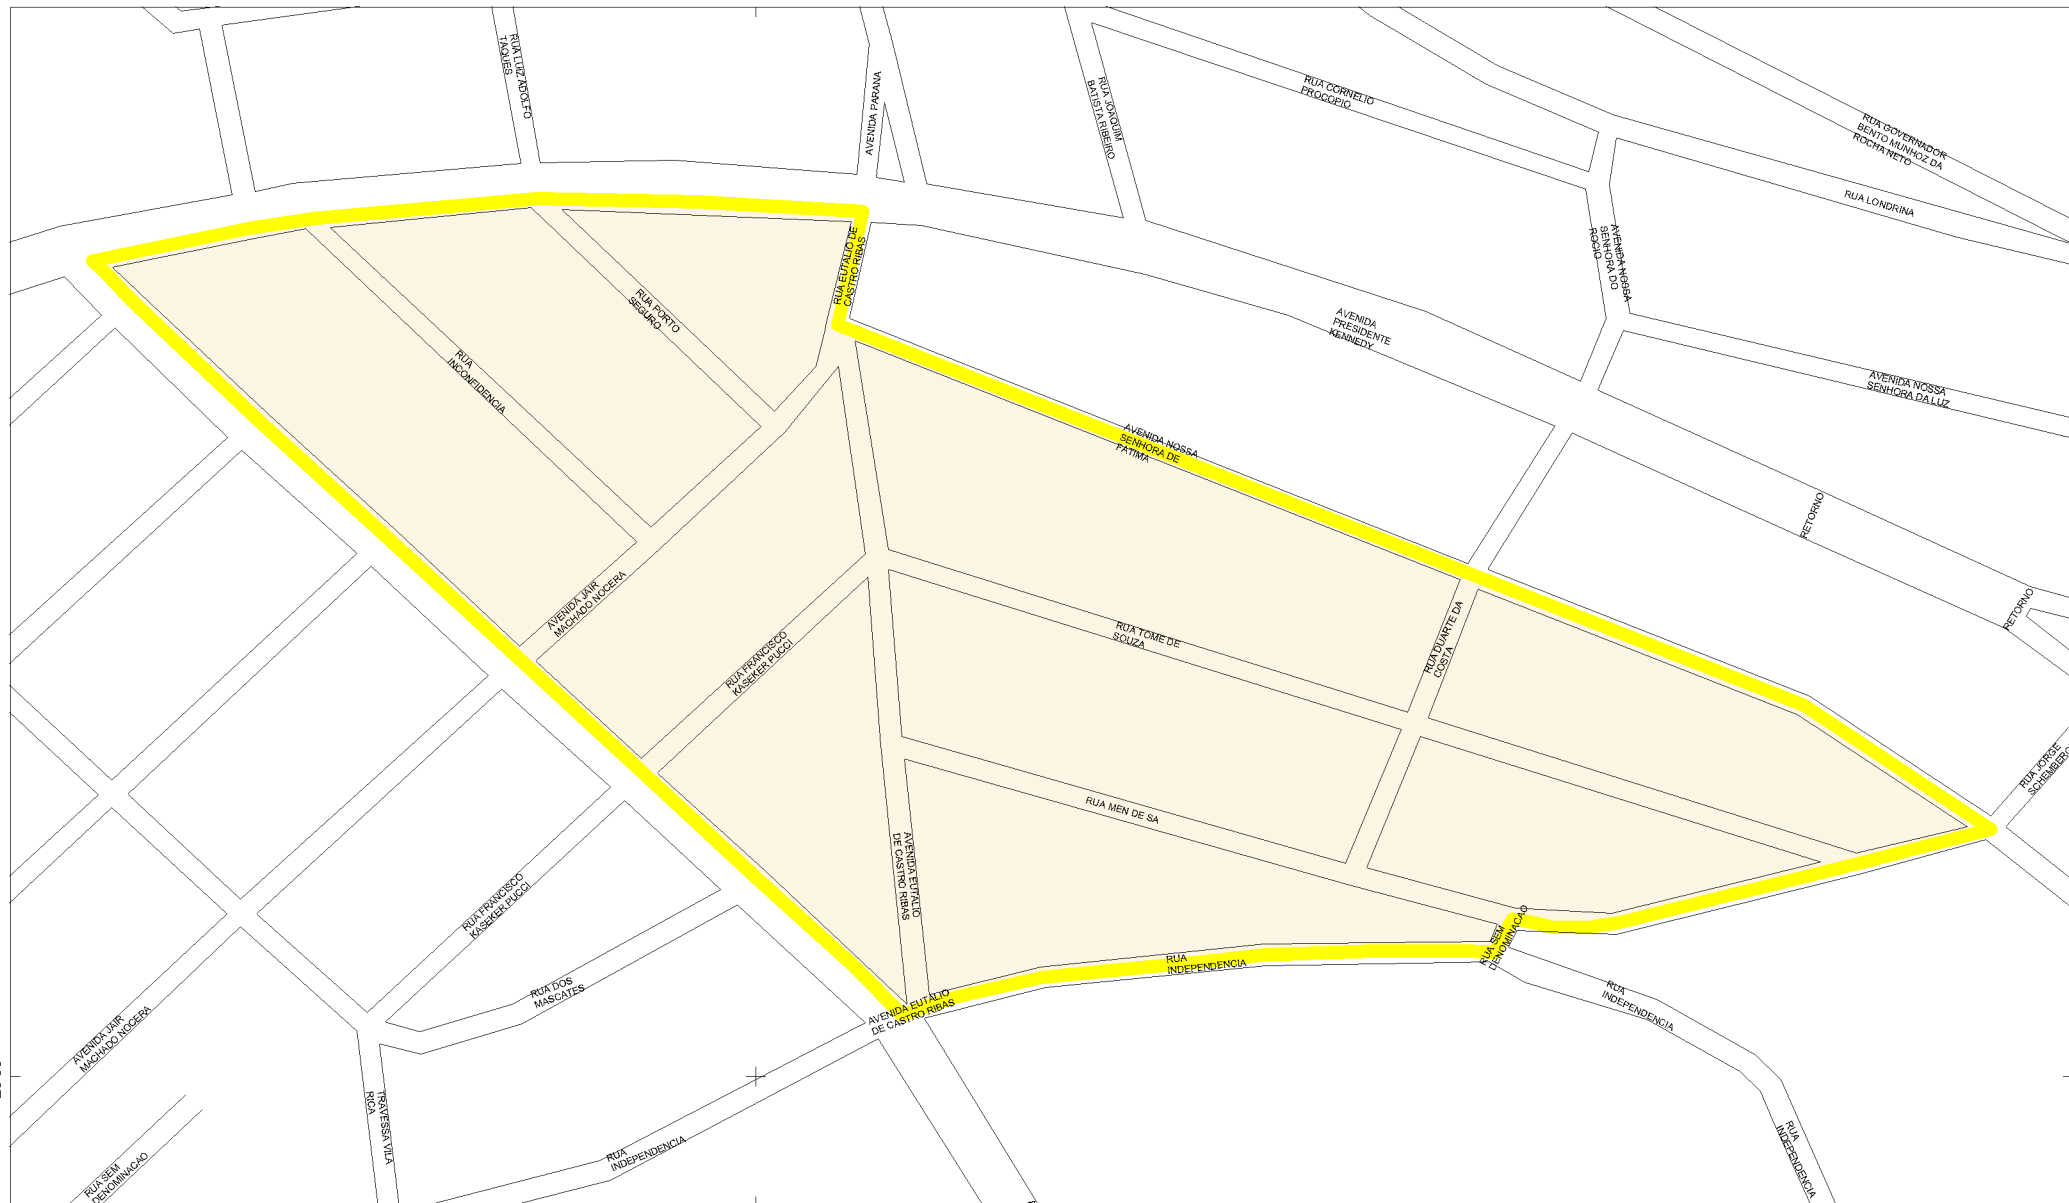 RUA LUIZ ADOLFO
TAQUES
AVENIDA PARANA
RUA JOAQUIM
BATISTA RIBEIRO
RUA CORNELIO
PROCOPIO
RUA GOVERNADOR
BENTO MUNHOZ DA
ROCHA NETO
RUA LONDRINA
AVENIDA NOSSA
SENHORA DO
ROCIO
RUA EUTALIO DE
CASTRO RIBAS
RUA PORTO
SEGURO
RUA
INCONFIDENCIA
AVENIDA
PRESIDENTE
KENNEDY
AVENIDA NOSSA
SENHORA DA LUZ
AVENIDA NOSSA
SENHORA DE
FATIMA
RETORNO
RETORNO
AVENIDA JAIR
MACHADO NOCERA
RUA FRANCISCO
KASEKER PUCCI
RUA TOME DE
SOUZA
RUA DUARTE DA
COSTA
RUA JORGE
RUA MEN DE SA
AVENIDA EUTALIO
DE CASTRO RIBAS
RUA FRANCISCO
KASEKER PUCCI
RUA SEM
DENOMINACAO
RUA
INDEPENDENCIA
RUA DOS
MASCATES
AVENIDA EUTALIO
DE CASTRO RIBAS
RUA
INDEPENDENCIA
AVENIDA JAIR
MACHADO NOCERA
TRAVESSA VILA
RICA
RUA
INDEPENDENCIA
RUA
INDEPENDENCIA
RUA SEM
DENOMINACAO